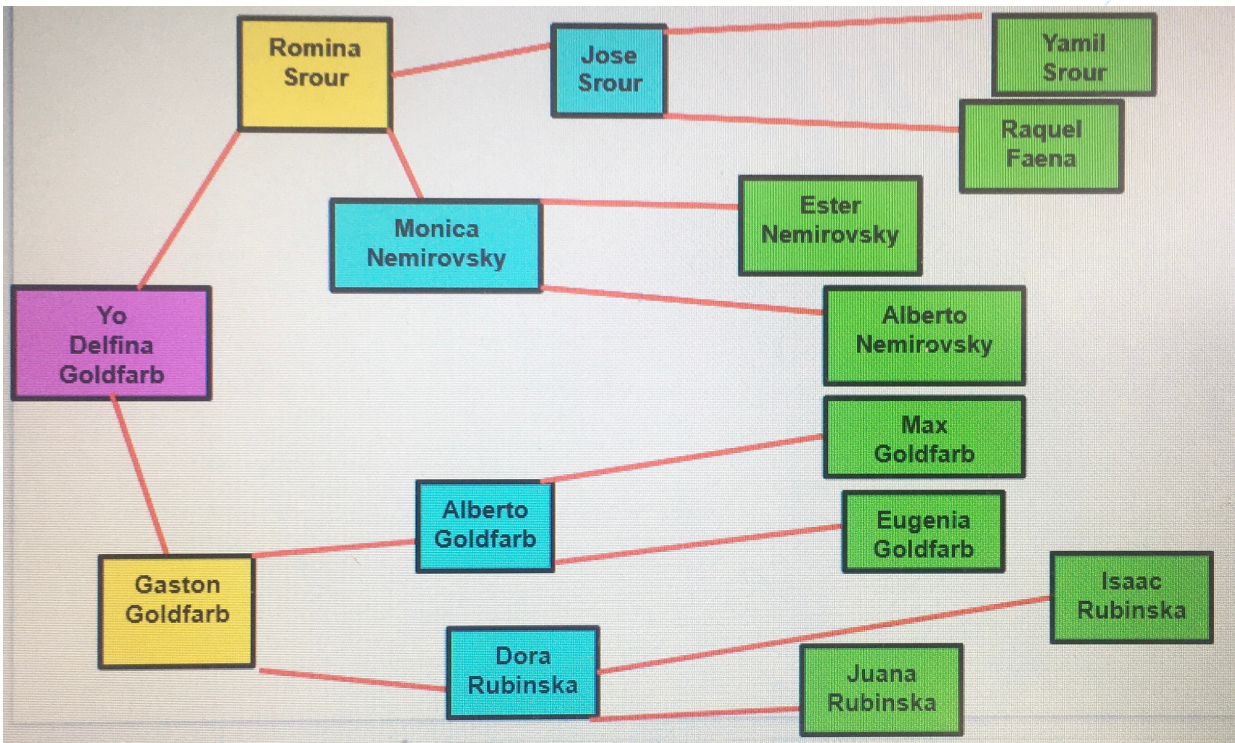 Romina
Srour
Jose
Srour
Yamil
Srour
Raquel
Faena
Monica
Nemirovsky
Ester
Nemirovsky
Alberto
Nemirovsky
Yo
Delfina
Goldfarb
Max
Goldfarb
Alberto
Goldfarb
Eugenia
Goldfarb
Gaston
Goldfarb
Isaac
Rubinska
Dora
Rubinska
Juana
Rubinska